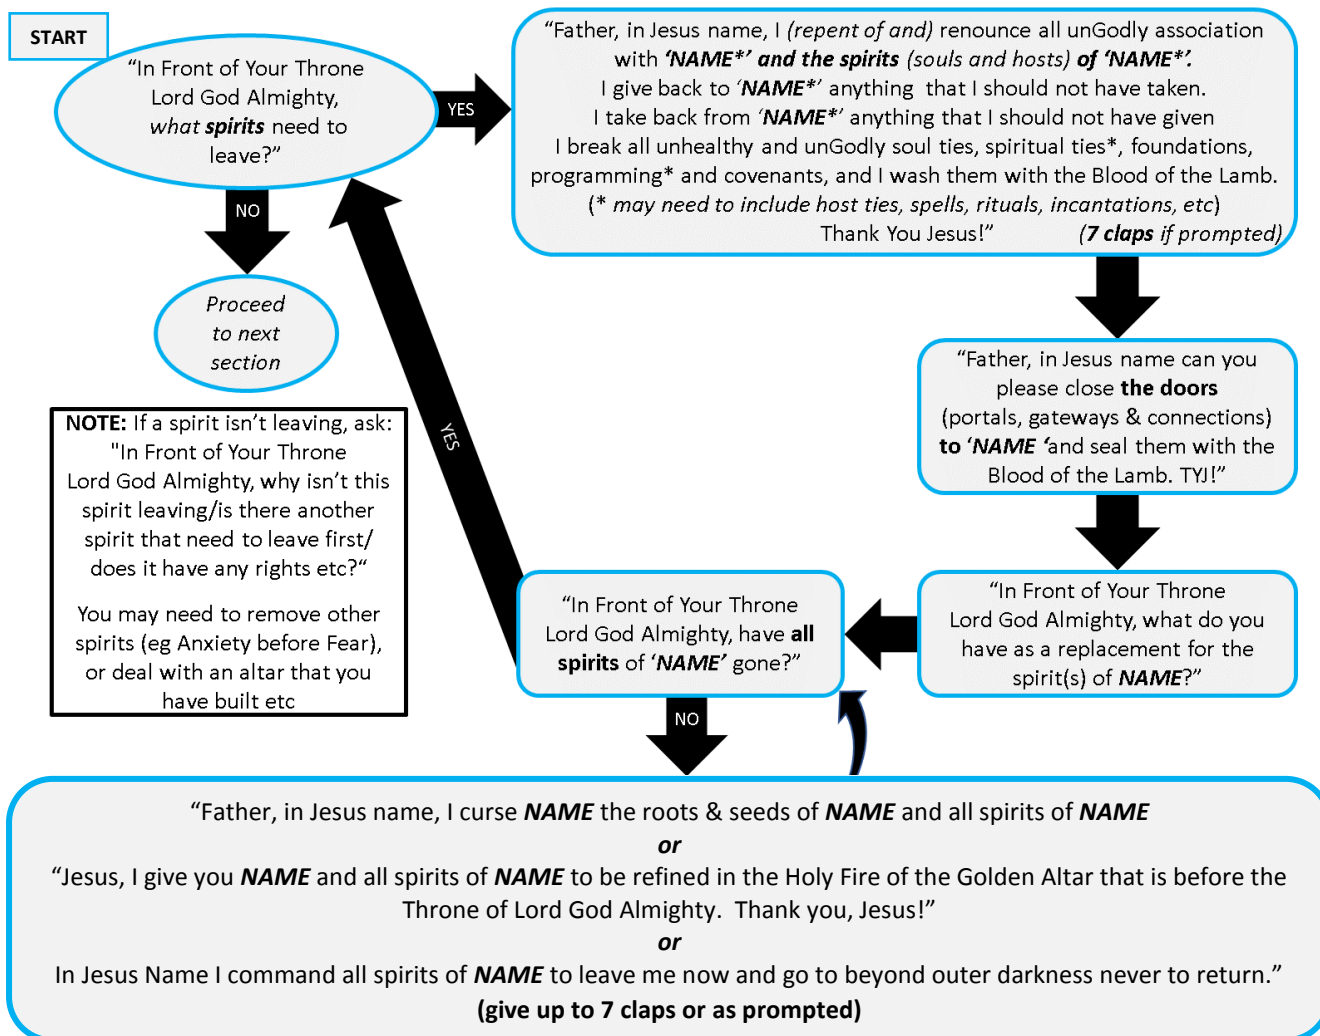 START
“In Front of Your Throne
Lord God Almighty,
what spirits need to
leave?”
YES
“Father, in Jesus name, I (repent of and) renounce all unGodly association
with ‘NAME*’ and the spirits (souls and hosts) of ‘NAME*’.
I give back to ‘NAME*’ anything that I should not have taken.
I take back from ‘NAME*’ anything that I should not have given
I break all unhealthy and unGodly soul ties, spiritual ties*, foundations,
programming* and covenants, and I wash them with the Blood of the Lamb.
(* may need to include host ties, spells, rituals, incantations, etc)
Thank You Jesus!” (7 claps if prompted)
NO
Proceed
to next
section
“Father, in Jesus name can you
please close the doors
(portals, gateways & connections)
to ‘NAME ‘and seal them with the
Blood of the Lamb. TYJ!”
NOTE: If a spirit isn’t leaving, ask:
"In Front of Your Throne
Lord God Almighty, why isn’t this
spirit leaving/is there another
spirit that need to leave first/
does it have any rights etc?“
You may need to remove other
spirits (eg Anxiety before Fear),
or deal with an altar that you
have built etc
YES
“In Front of Your Throne
Lord God Almighty, have all
spirits of ‘NAME’ gone?”
“In Front of Your Throne
Lord God Almighty, what do you
have as a replacement for the
spirit(s) of NAME?”
NO
“Father, in Jesus name, I curse NAME the roots & seeds of NAME and all spirits of NAME
or
“Jesus, I give you NAME and all spirits of NAME to be refined in the Holy Fire of the Golden Altar that is before the
Throne of Lord God Almighty. Thank you, Jesus!”
or
In Jesus Name I command all spirits of NAME to leave me now and go to beyond outer darkness never to return.”
(give up to 7 claps or as prompted)